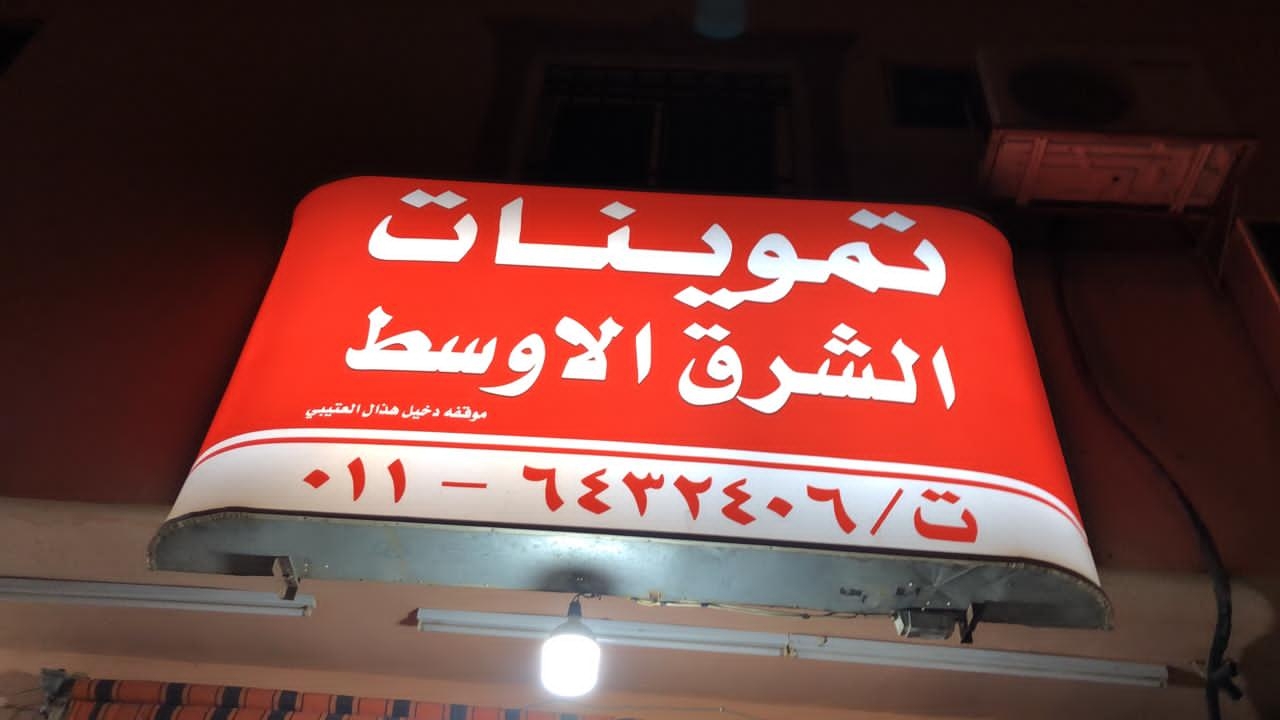 تموينات
الشرق الاوسط
موقفه دخيل هذال العتيبي
ت/٦٤٣٢٤٠٦ – ٠١١